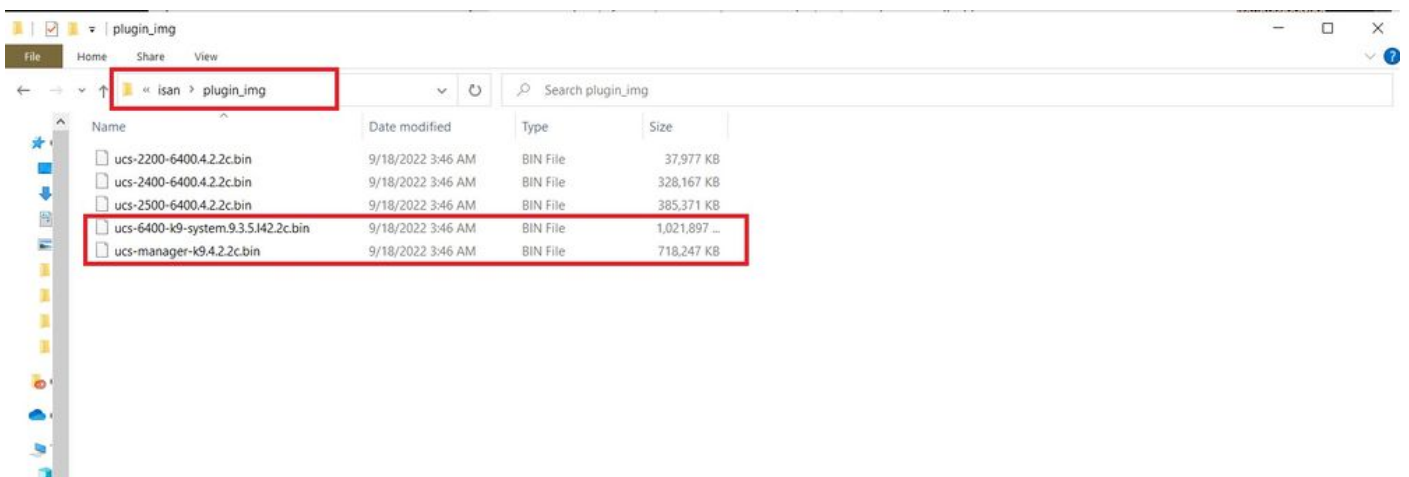 plugin_img
File Home Share View
« isan > plugin_img
Search plugin_img
Name Date modified Type Size
ucs-2200-6400.4.2.2c.bin 9/18/2022 3:46 AM BIN File 37,977 KB
ucs-2400-6400.4.2.2c.bin 9/18/2022 3:46 AM BIN File 328,167 KB
ucs-2500-6400.4.2.2c.bin 9/18/2022 3:46 AM BIN File 385,371 KB
ucs-6400-k9-system.9.3.5.I42.2c.bin 9/18/2022 3:46 AM BIN File 1,021,897 ...
ucs-manager-k9.4.2.2c.bin 9/18/2022 3:46 AM BIN File 718,247 KB